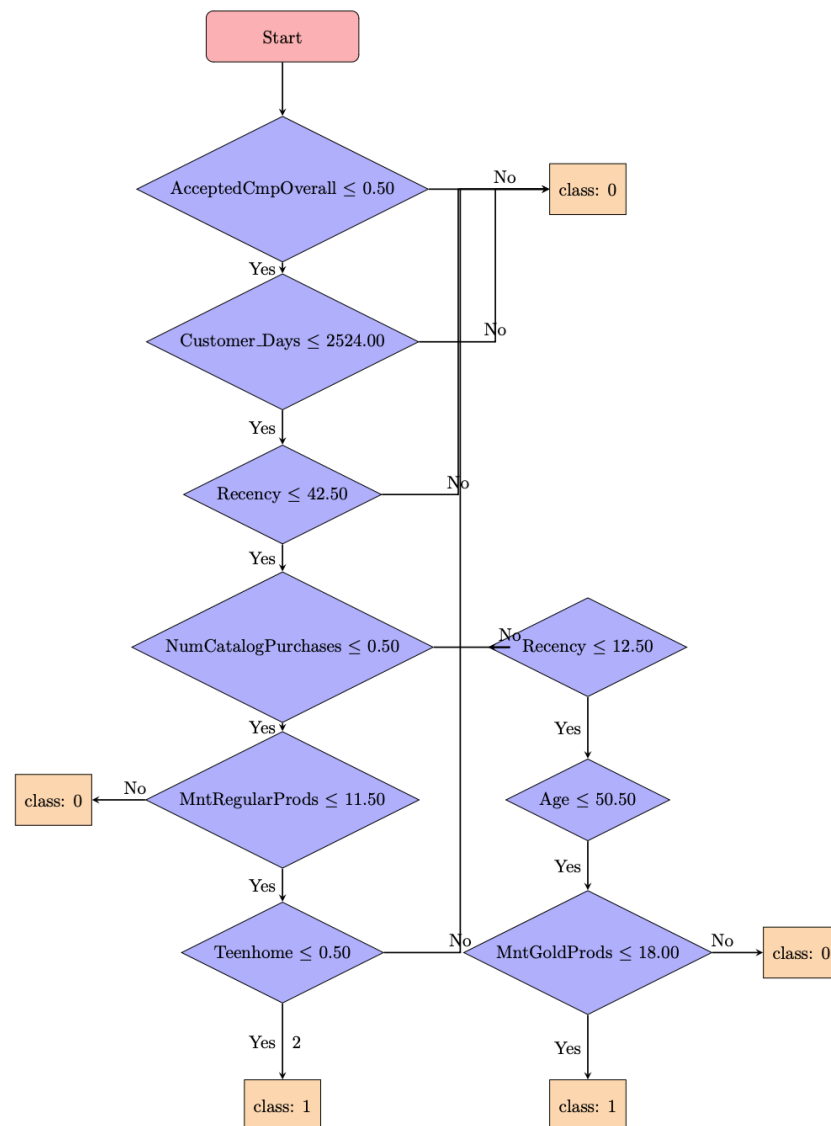 Start
AcceptedCmpOverall ≤ 0.50
No
class: 0
Yes
Customer_Days ≤ 2524.00
No
Yes
Recency ≤ 42.50
No
Yes
NumCatalogPurchases ≤ 0.50
No
Recency ≤ 12.50
Yes
Yes
class: 0
No
MntRegularProds ≤ 11.50
Age ≤ 50.50
Yes
Yes
Teenhome ≤ 0.50
No
MntGoldProds ≤ 18.00
No
class: 0
Yes 2
Yes
class: 1
class: 1